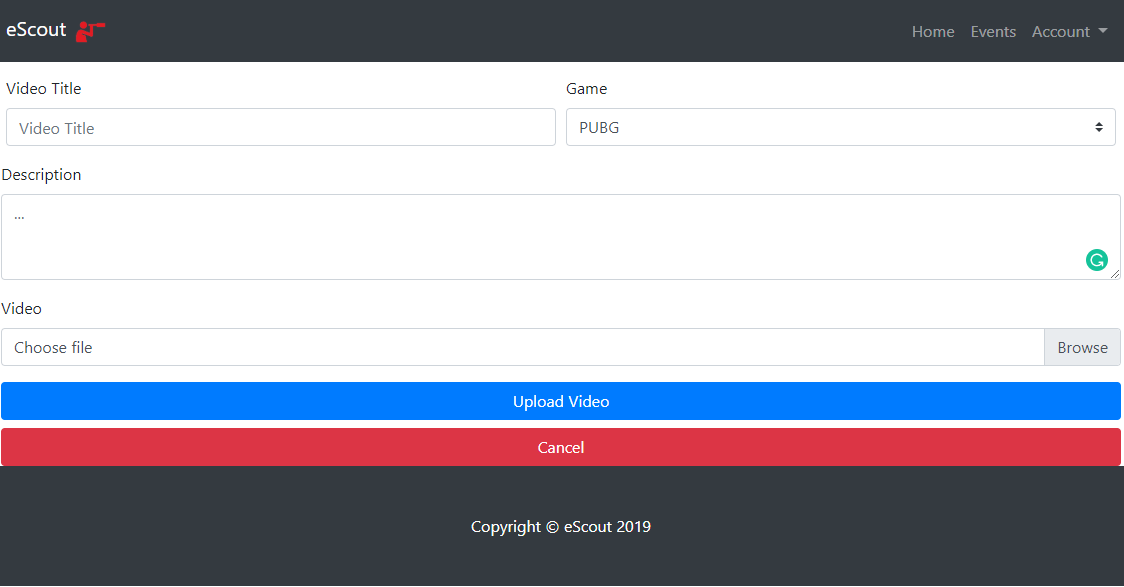 eScout
Home Events Account
Video Title Game
Video Title PUBG
Description
...
Video
Choose file Browse
Upload Video
Cancel
Copyright © eScout 2019